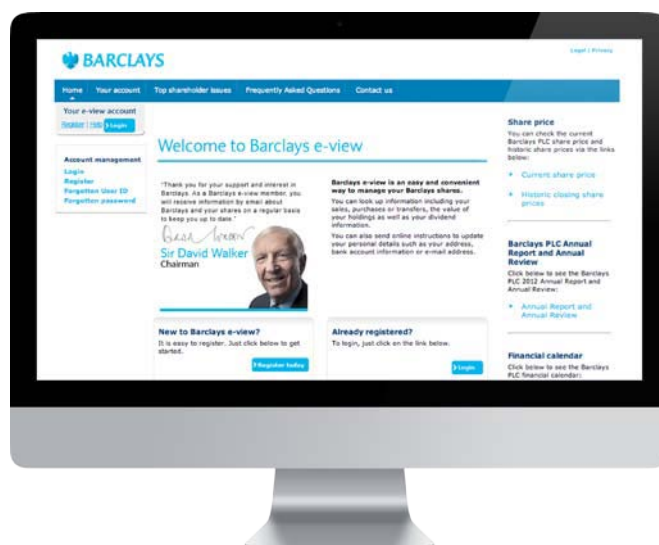 BARCLAYS
Legal | Privacy
Home Your account Top shareholder issues Frequently Asked Questions Contact us
Your e-view account
Register | Help Login
Account management
Login
Register
Forgotten User ID
Forgotten password
Welcome to Barclays e-view
"Thank you for your support and interest in
Barclays. As a Barclays e-view member, you
will receive information by email about
Barclays and your shares on a regular basis
to keep you up to date."
Sir David Walker
Chairman
Barclays e-view is an easy and convenient
way to manage your Barclays shares.
You can look up information including your
sales, purchases or transfers, the value of
your holdings as well as your dividend
information.
You can also send online instructions to update
your personal details such as your address,
bank account information or e-mail address.
New to Barclays e-view?
It is easy to register. Just click below to get
started.
Register today
Already registered?
To login, just click on the link below.
Login
Share price
You can check the current
Barclays PLC share price and
historic share prices via the links
below:
Current share price
Historic closing share
prices
Barclays PLC Annual
Report and Annual
Review
Click below to see the Barclays
PLC 2012 Annual Report and
Annual Review:
Annual Report and
Annual Review
Financial calendar
Click below to see the Barclays
PLC financial calendar: